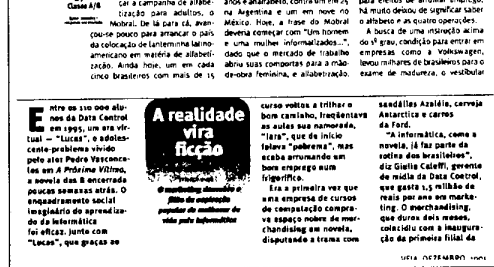 Classes A/B
car a campanha de alfabe-
tização para adultos, o
Mobral. De lá para cá, avan-
çou-se pouco para arrancar o país
da colocação de lanterninha latino-
americano em matéria de alfabeti-
zação. Ainda hoje, um em cada
cinco brasileiros com mais de 15
anos é analfabeto, contra um em 25
na Argentina e um em nove no
México. Hoje, a frase do Mobral
deveria começar com "Um homem
e uma mulher informatizados...",
dado que o mercado de trabalho
abriu suas comportas para a mão-
de-obra feminina, e alfabetização,
para efeitos de arrumar emprego,
há muito deixou de significar saber
o alfabeto e as quatro operações.
A busca de uma instrução acima
do 1º grau, condição para entrar em
empresas como a Volkswagen,
levou milhares de brasileiros para o
exame de madureza, o vestibular
Entre os 110 000 alu-
nos da Data Control
em 1995, um era vir-
tual — "Lucas", o adoles-
cente-problema vivido
pelo ator Pedro Vasconce-
los em A Próxima Vítima,
a novela das 8 encerrada
poucas semanas atrás. O
enquadramento social
imaginário do aprendiza-
do da informática
foi eficaz. Junto com
"Lucas", que graças ao
A realidade
vira
ficção
O marketing
filão da aspiração
popular de melhorar de
vida pela informática
curso voltou a trilhar o
bom caminho, freqüentava
as aulas sua namorada,
"Iara", que de início
falava "pobrema", mas
acaba arrumando um
bom emprego num
frigorífico.
Era a primeira vez que
uma empresa de cursos
de computação compra-
va espaço nobre de mer-
chandising em novela,
disputando a trama com
sandálias Azaléia, cerveja
Antarctica e carros
da Ford.
"A informática, como a
novela, já faz parte da
rotina dos brasileiros",
diz Gielia Caleffi, gerente
de mídia da Data Control,
que gasta 1,5 milhão de
reais por ano em marke-
ting. O merchandising,
que durou dois meses,
coincidiu com a inaugura-
ção da primeira filial da
VEJA, DEZEMBRO, 1995